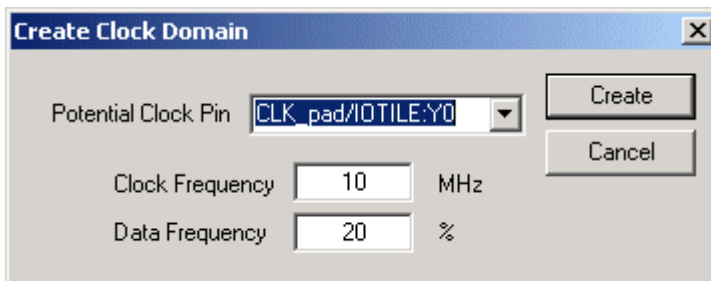 Create Clock Domain
Potential Clock Pin CLK_pad/IOTILE:Y0 Create
Cancel
Clock Frequency 10 MHz
Data Frequency 20 %